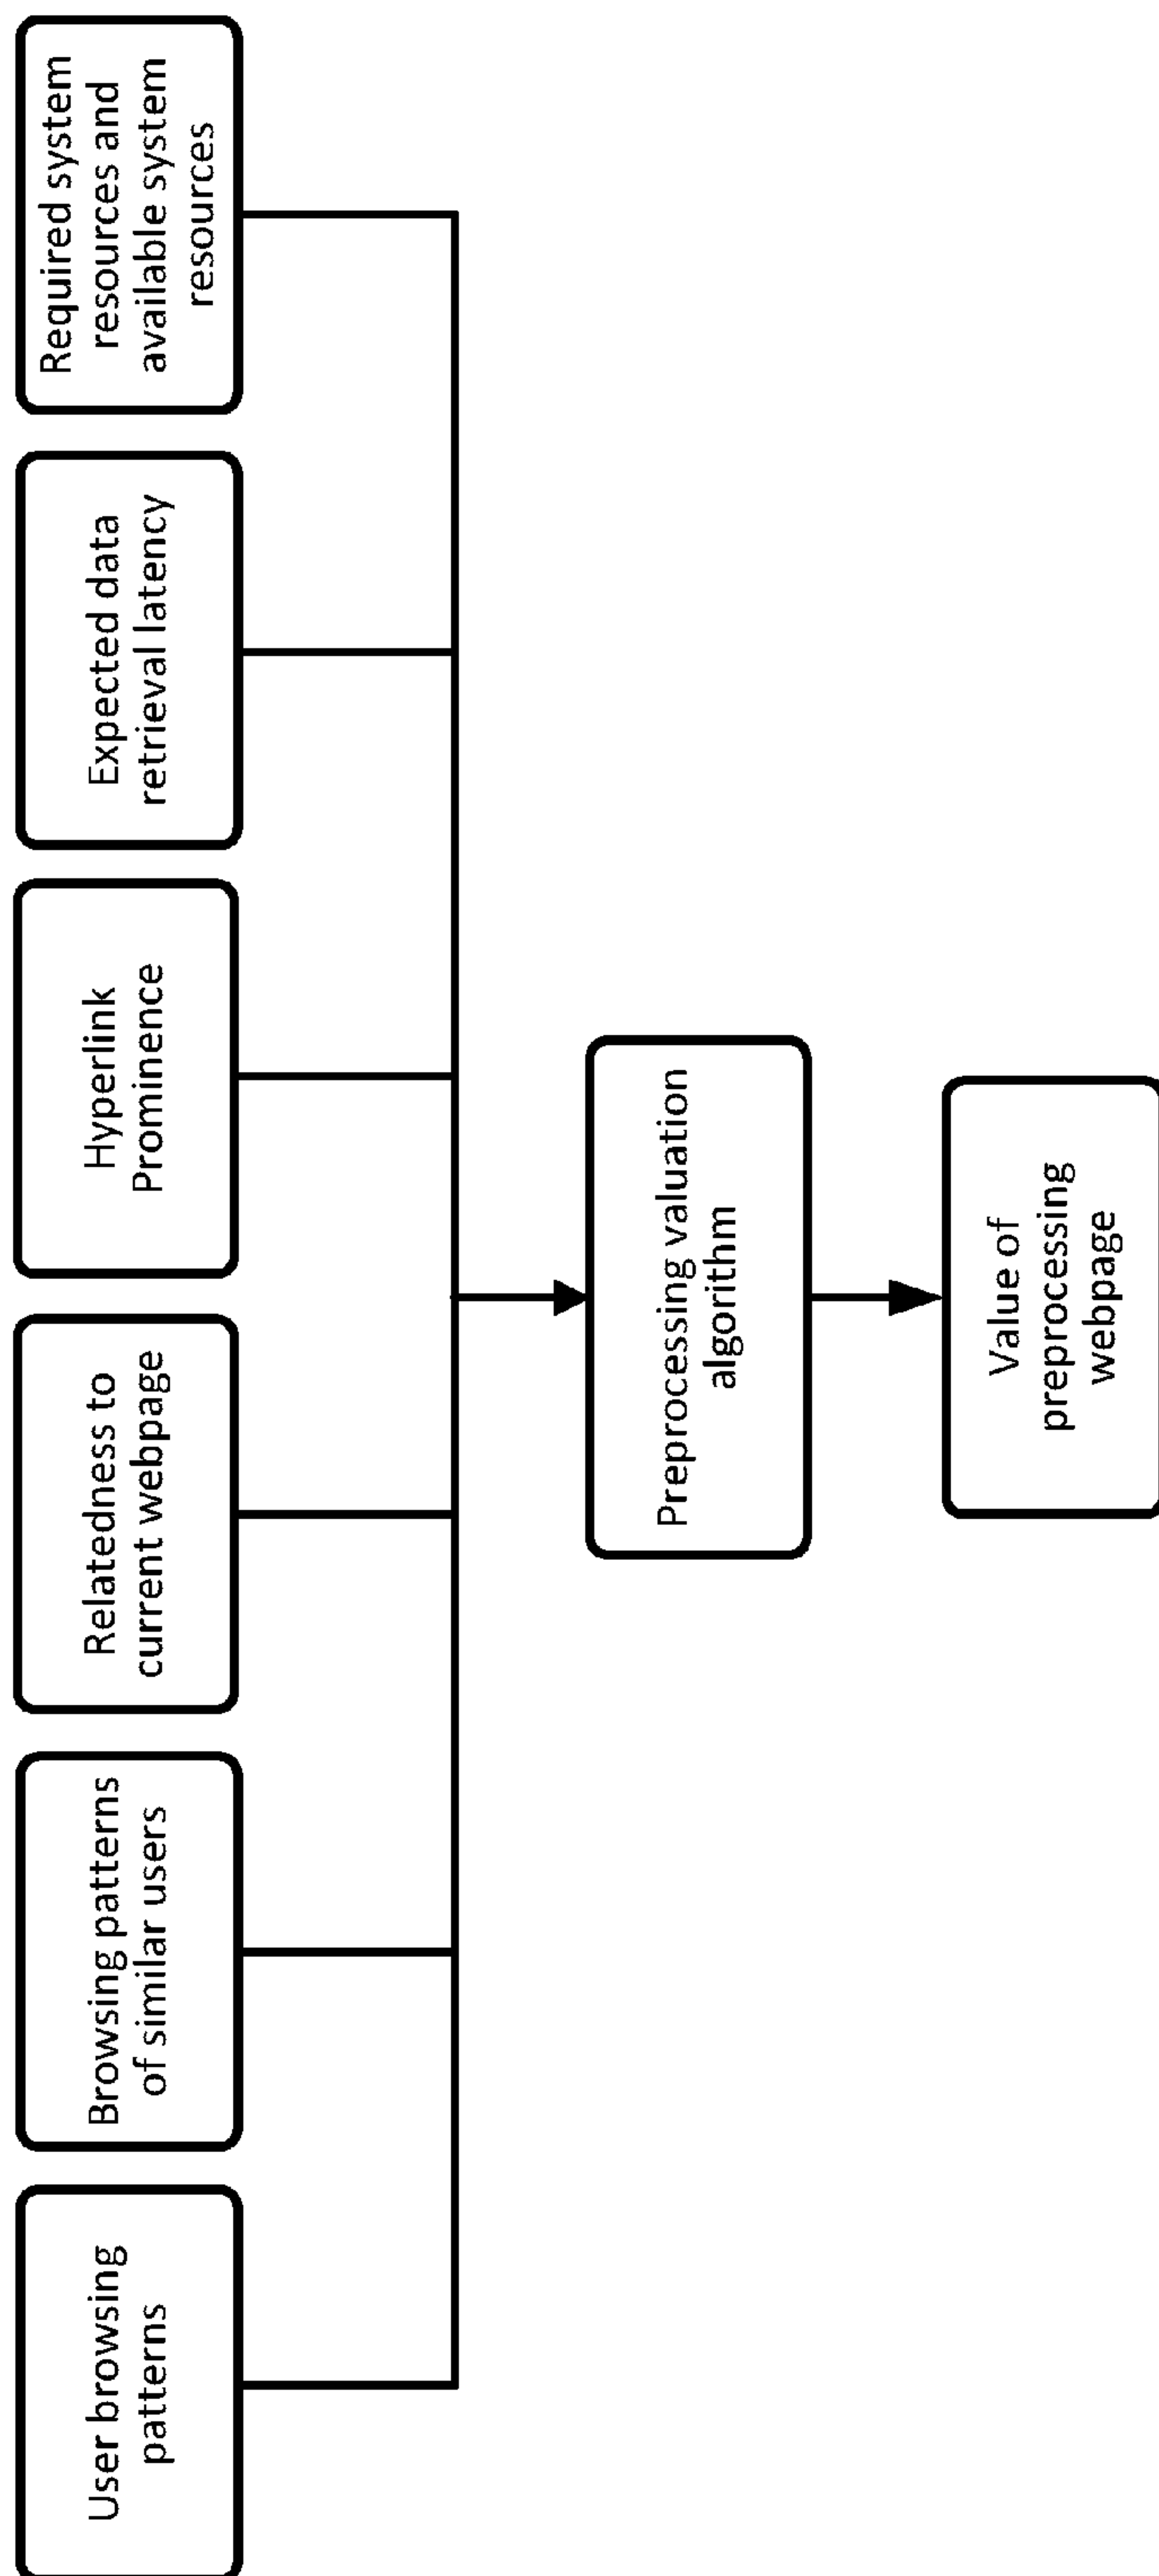 User browsing
patterns
Browsing patterns
of similar users
Relatedness to
current webpage
Hyperlink
Prominence
Expected data
retrieval latency
Required system
resources and
available system
resources
Preprocessing valuation
algorithm
Value of
preprocessing
webpage